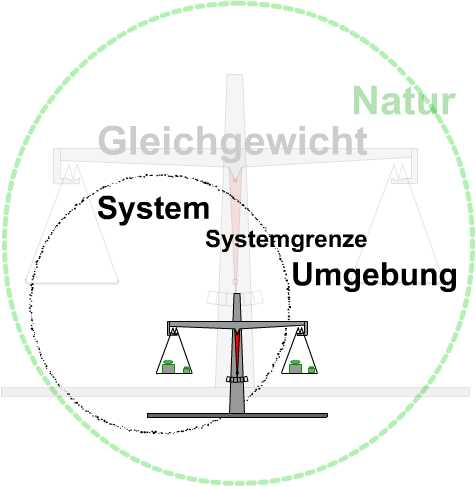 Natur
Gleichgewicht
System
Systemgrenze
Umgebung